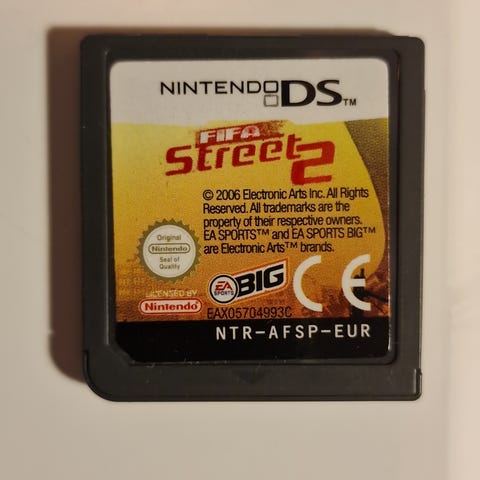 NINTENDO DS™
FIFA
Street 2
© 2006 Electronic Arts Inc. All Rights
Reserved. All trademarks are the
property of their respective owners.
EA SPORTS™ and EA SPORTS BIG™
are Electronic Arts™ brands.
Original
Nintendo
Seal of
Quality
LICENSED BY
Nintendo
EA
SPORTS
BIG
CE
EAX05704993C
NTR-AFSP-EUR